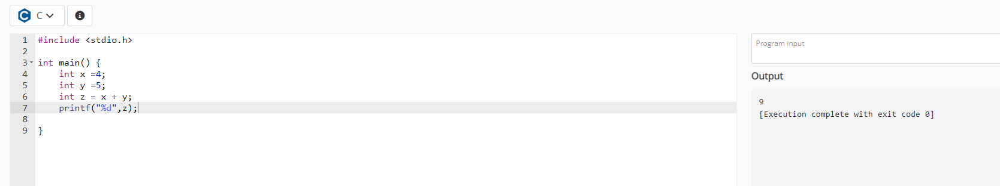 C
1 #include <stdio.h>
2
3 int main() {
4     int x =4;
5     int y =5;
6     int z = x + y;
7     printf("%d",z);
8
9 }
Program input
Output
9
[Execution complete with exit code 0]